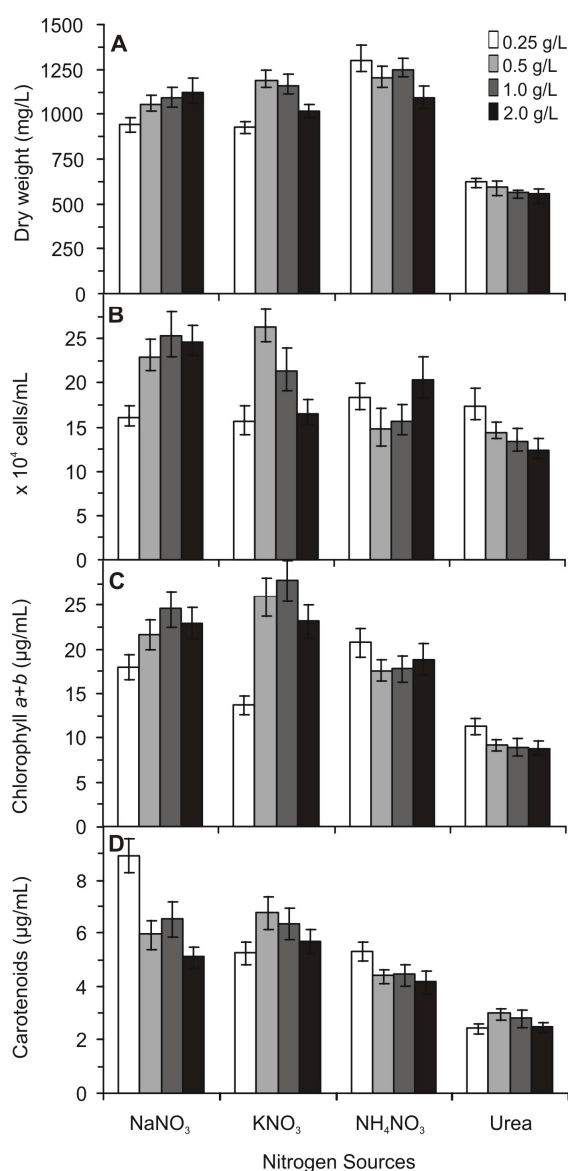 A
1500
1250
1000
750
500
250
0
Dry weight (mg/L)
0.25 g/L
0.5 g/L
1.0 g/L
2.0 g/L
B
25
20
15
10
5
0
x 10⁴ cells/mL
C
25
20
15
10
5
0
Chlorophyll a+b (µg/mL)
D
8
6
4
2
0
Carotenoids (µg/mL)
NaNO₃ KNO₃ NH₄NO₃ Urea
Nitrogen Sources